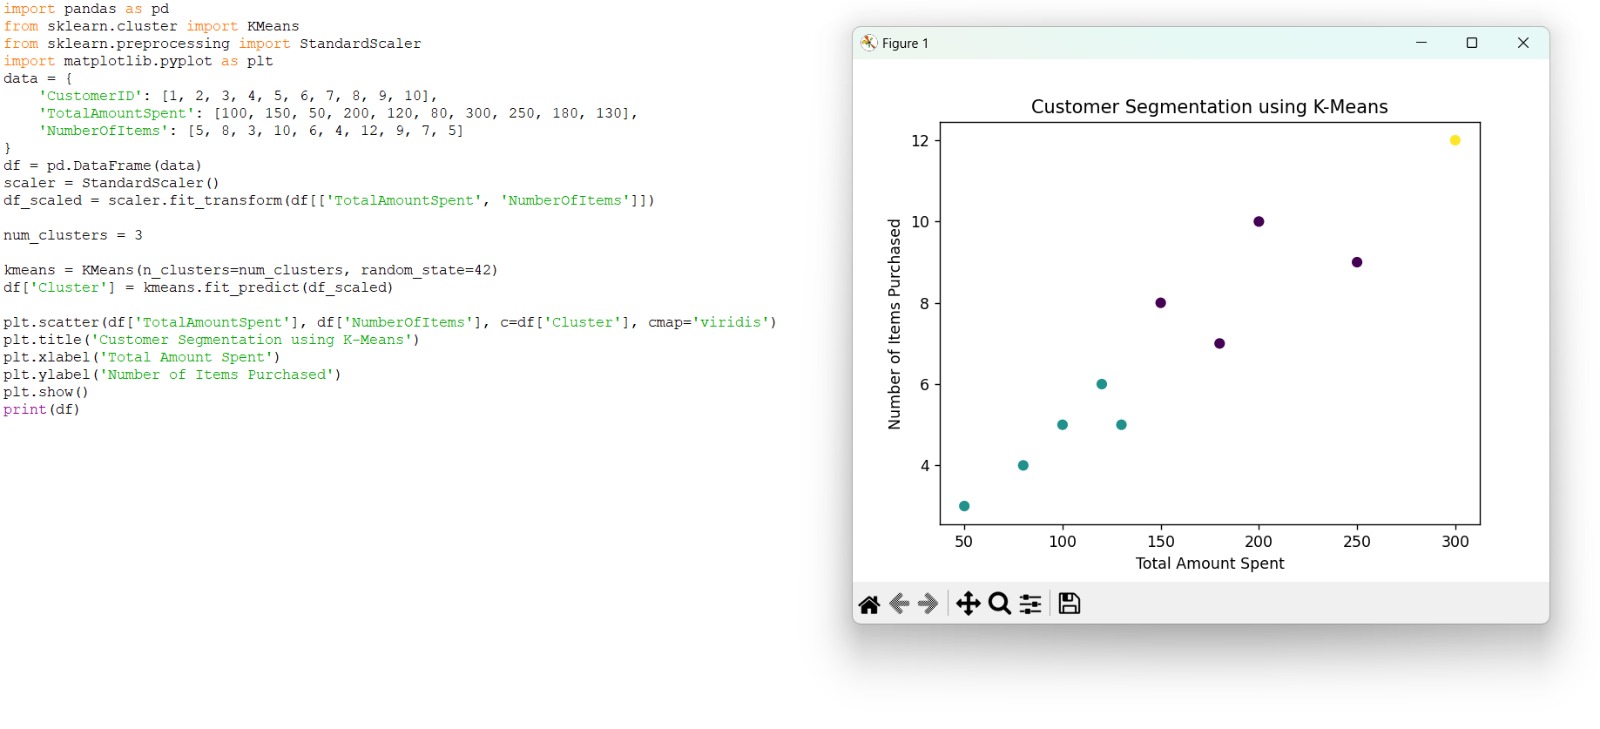 import pandas as pd
from sklearn.cluster import KMeans
from sklearn.preprocessing import StandardScaler
import matplotlib.pyplot as plt
data = {
    'CustomerID': [1, 2, 3, 4, 5, 6, 7, 8, 9, 10],
    'TotalAmountSpent': [100, 150, 50, 200, 120, 80, 300, 250, 180, 130],
    'NumberOfItems': [5, 8, 3, 10, 6, 4, 12, 9, 7, 5]
}
df = pd.DataFrame(data)
scaler = StandardScaler()
df_scaled = scaler.fit_transform(df[['TotalAmountSpent', 'NumberOfItems']])
num_clusters = 3
kmeans = KMeans(n_clusters=num_clusters, random_state=42)
df['Cluster'] = kmeans.fit_predict(df_scaled)
plt.scatter(df['TotalAmountSpent'], df['NumberOfItems'], c=df['Cluster'], cmap='viridis')
plt.title('Customer Segmentation using K-Means')
plt.xlabel('Total Amount Spent')
plt.ylabel('Number of Items Purchased')
plt.show()
print(df)
Figure 1
Customer Segmentation using K-Means
Number of Items Purchased
12
10
8
6
4
50 100 150 200 250 300
Total Amount Spent